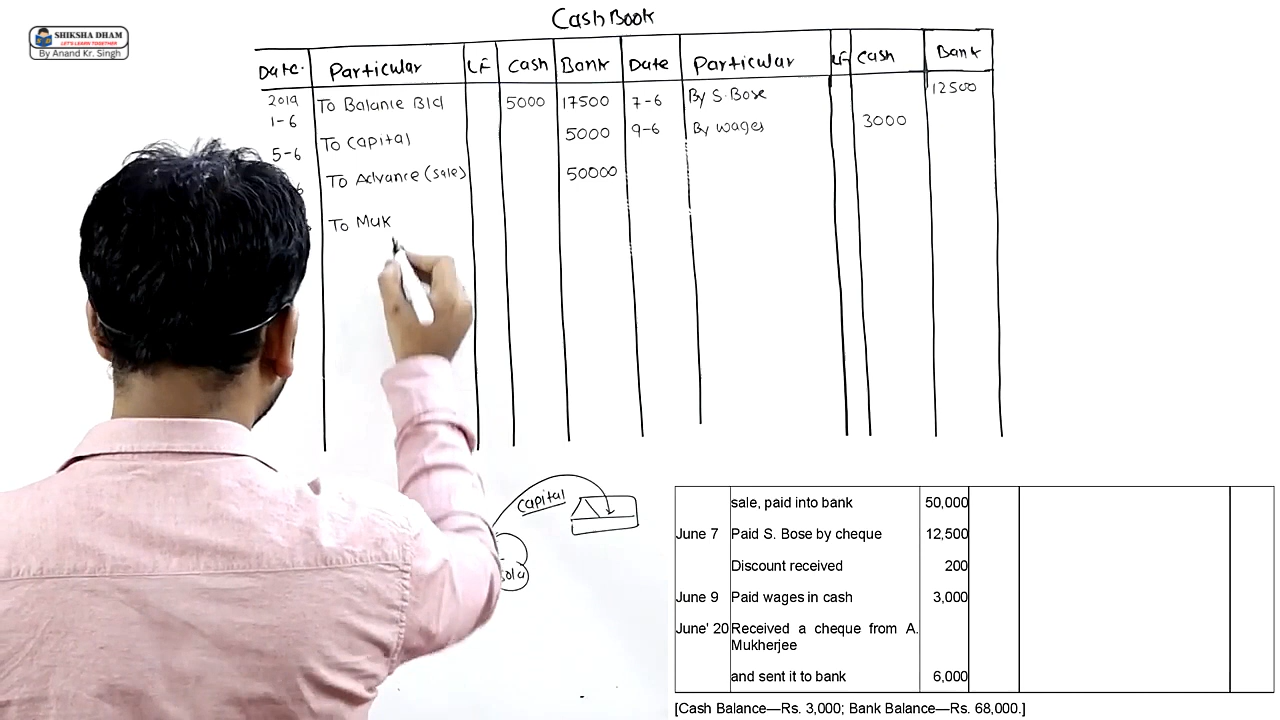 SHIKSHA DHAM
LET'S LEARN TOGETHER
By Anand Kr. Singh
Cash Book
Date. Particular LF Cash Bank Date Particular LF Cash Bank
2019 To Balance Bld 5000 17500 7-6 By S. Bose 12500
1-6
5-6 To Capital 5000 9-6 By wages 3000
6 To Advance (sale) 50000
To Muk
capital
sale, paid into bank 50,000
June 7 Paid S. Bose by cheque 12,500
Discount received 200
June 9 Paid wages in cash 3,000
June' 20 Received a cheque from A.
Mukherjee
and sent it to bank 6,000
[Cash Balance—Rs. 3,000; Bank Balance—Rs. 68,000.]